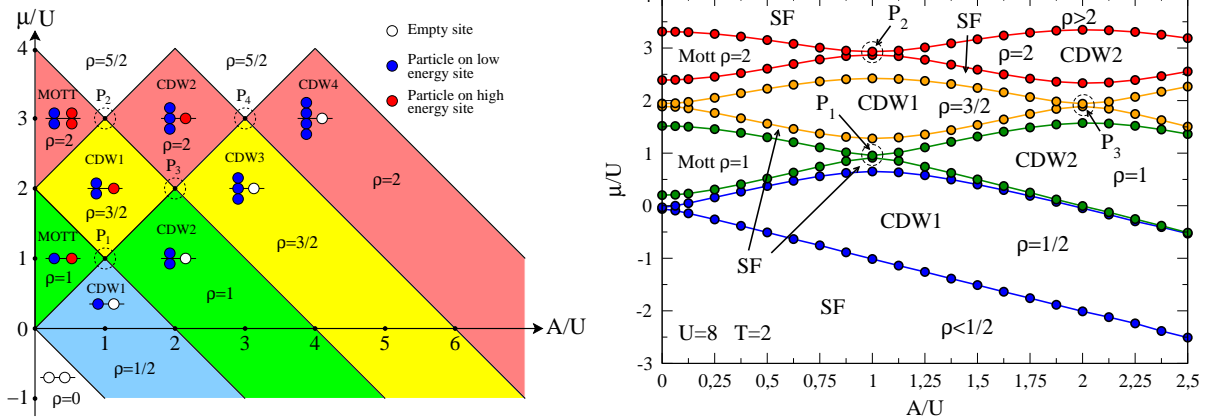 μ/U
4
3
2
1
0
−1
1
2
3
4
5
6
A/U
ρ=5/2
ρ=5/2
MOTT
ρ=2
P2
CDW2
ρ=2
P4
CDW4
ρ=2
CDW1
ρ=3/2
P3
CDW3
ρ=3/2
MOTT
ρ=1
P1
CDW2
ρ=1
CDW1
ρ=1/2
ρ=0
Empty site
Particle on low
energy site
Particle on high
energy site
μ/U
3
2
1
0
-1
-2
-3
0
0,25
0,5
0,75
1
1,25
1,5
1,75
2
2,25
2,5
A/U
SF
P2
SF
ρ>2
Mott ρ=2
ρ=2
CDW2
CDW1
ρ=3/2
P1
P3
SF
Mott ρ=1
CDW2
ρ=1
CDW1
ρ=1/2
SF
SF
ρ<1/2
U=8 T=2